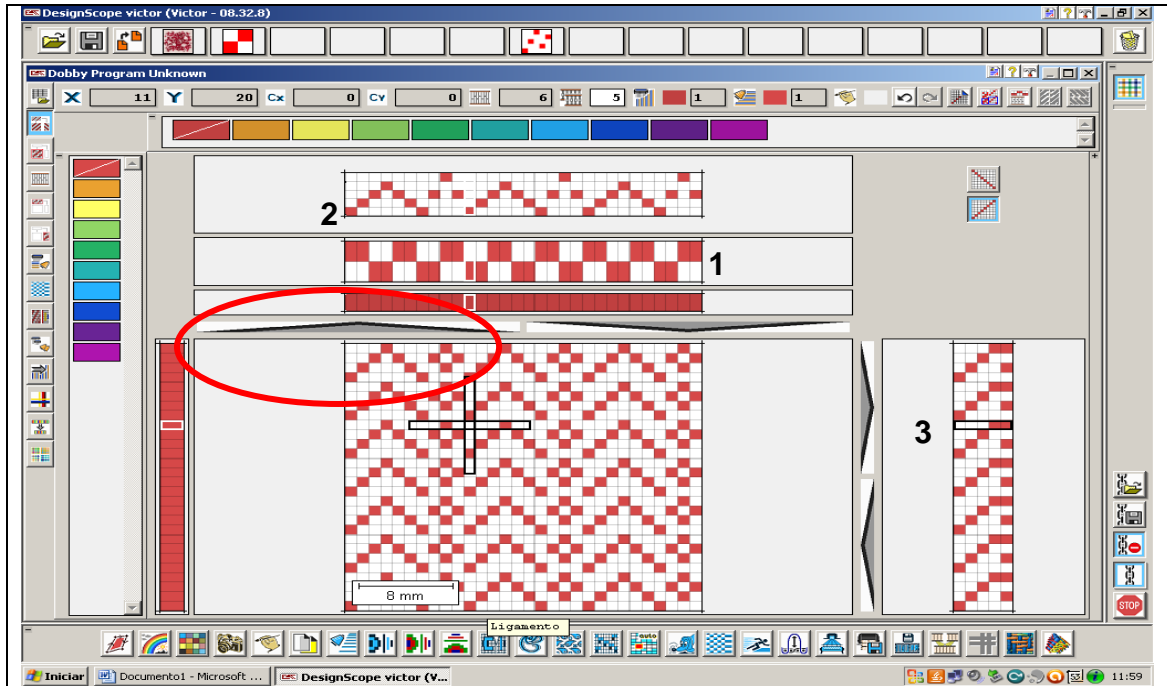 DesignScope victor (Victor - 08.32.8)
Dobby Program Unknown
X 11 Y 20 Cx 0 CY 0 6 5 1 1
2
1
3
8 mm
Ligamento
auto
STOP
Iniciar Documento1 - Microsoft ... DesignScope victor (V... 11:59